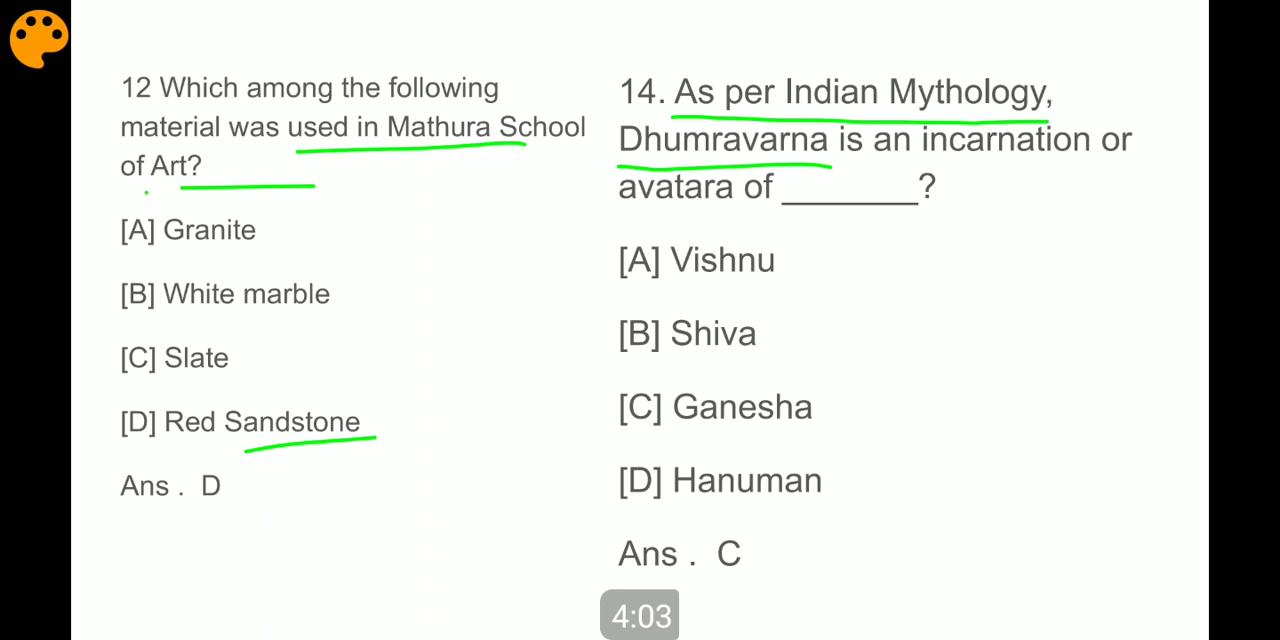 12 Which among the following
material was used in Mathura School
of Art?
[A] Granite
[B] White marble
[C] Slate
[D] Red Sandstone
Ans . D
14. As per Indian Mythology,
Dhumravarna is an incarnation or
avatara of ________?
[A] Vishnu
[B] Shiva
[C] Ganesha
[D] Hanuman
Ans . C
4:03